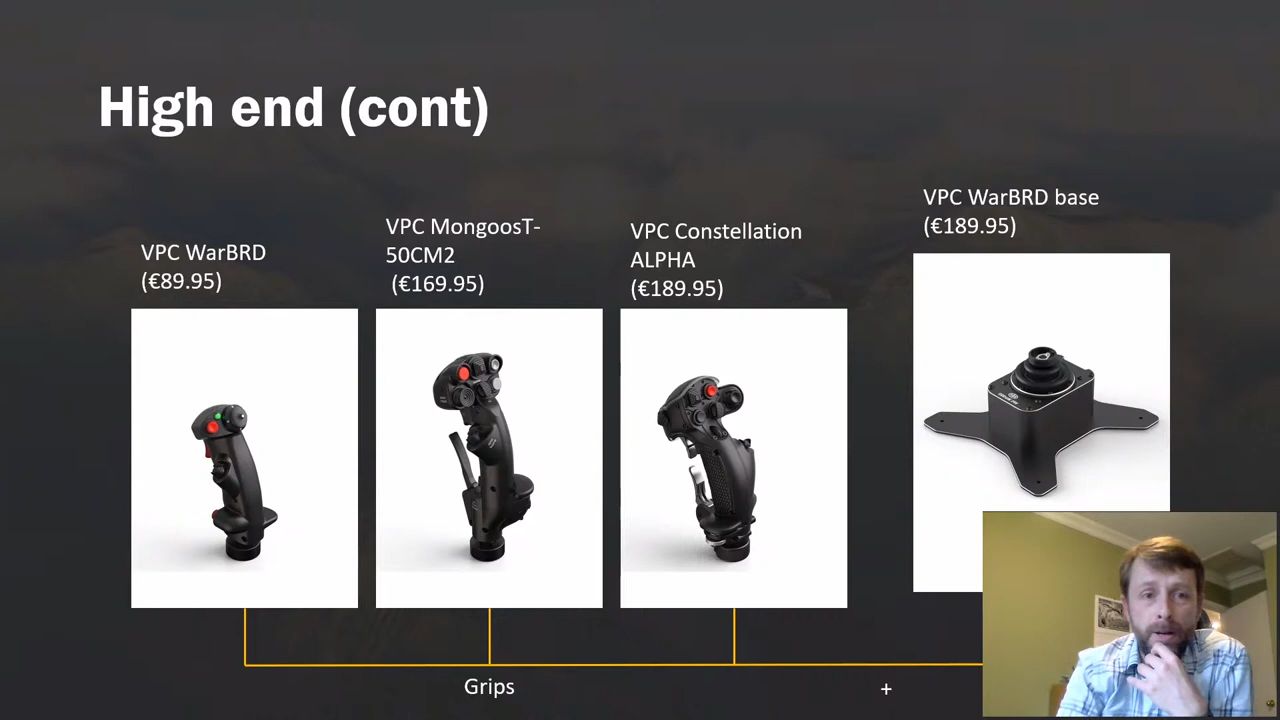 High end (cont)
VPC WarBRD
(€89.95)
VPC MongoosT-
50CM2
(€169.95)
VPC Constellation
ALPHA
(€189.95)
VPC WarBRD base
(€189.95)
Grips
+